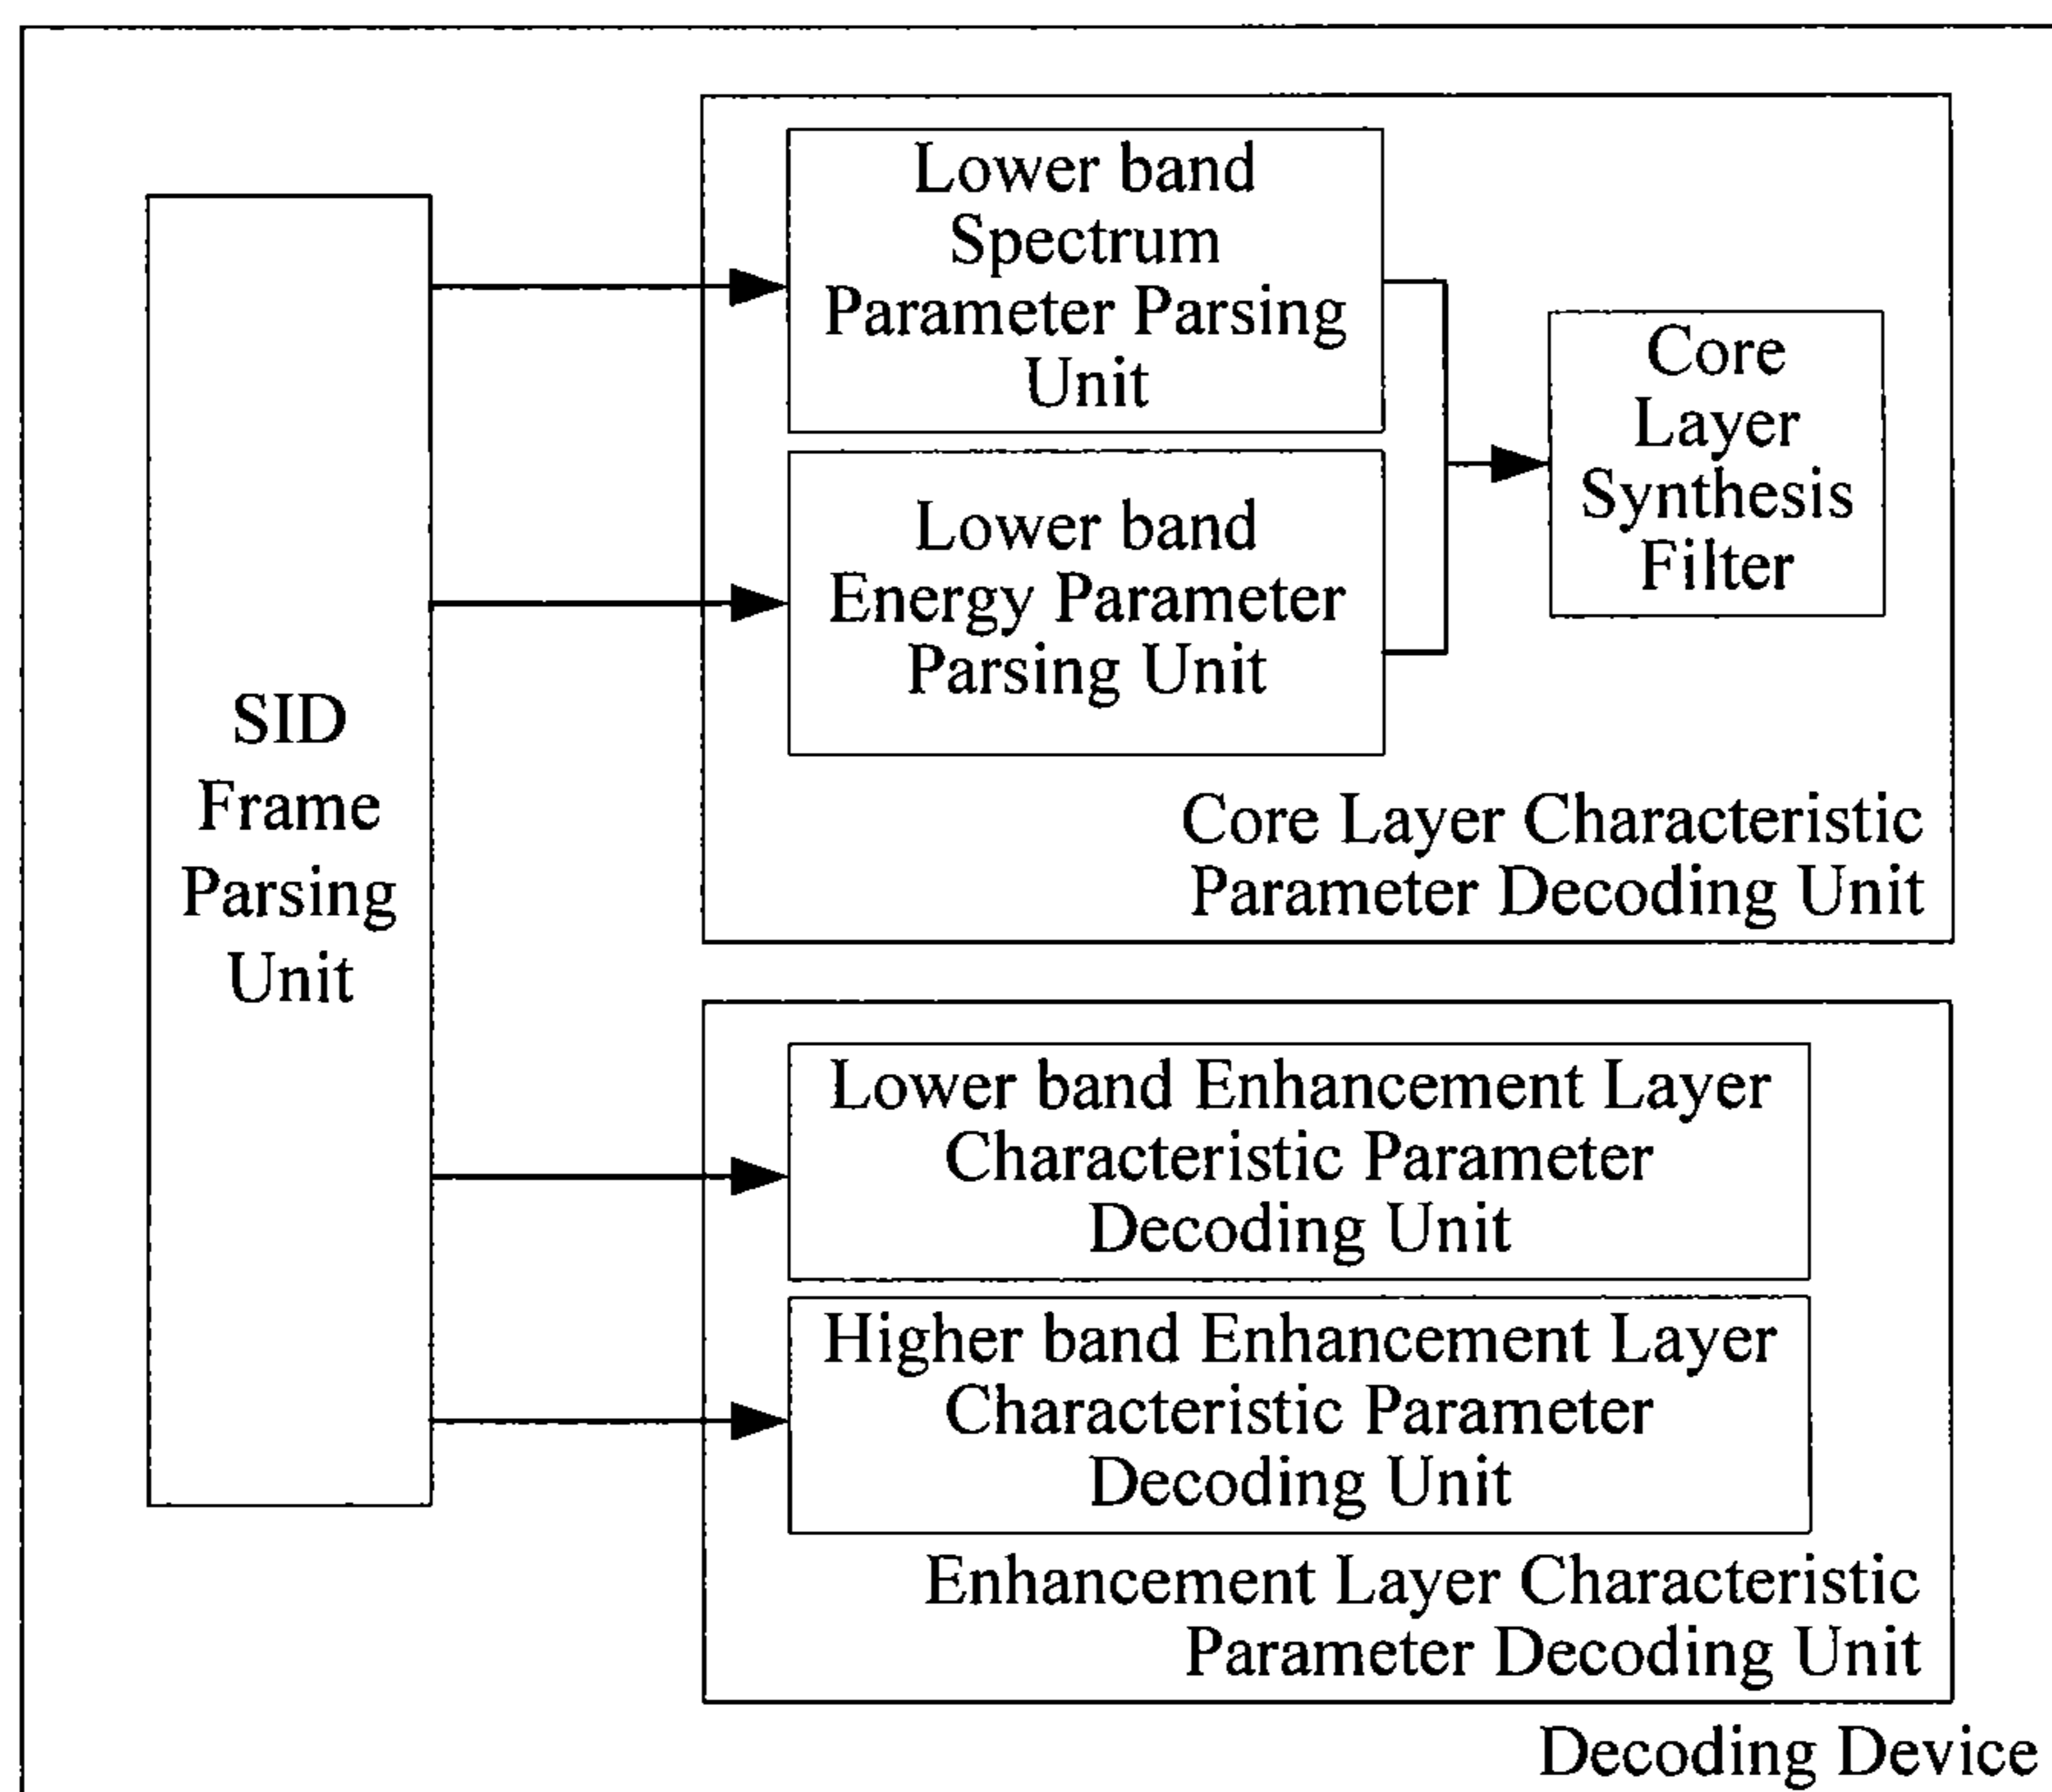 SID
Frame
Parsing
Unit
Lower band
Spectrum
Parameter Parsing
Unit
Lower band
Energy Parameter
Parsing Unit
Core
Layer
Synthesis
Filter
Core Layer Characteristic
Parameter Decoding Unit
Lower band Enhancement Layer
Characteristic Parameter
Decoding Unit
Higher band Enhancement Layer
Characteristic Parameter
Decoding Unit
Enhancement Layer Characteristic
Parameter Decoding Unit
Decoding Device